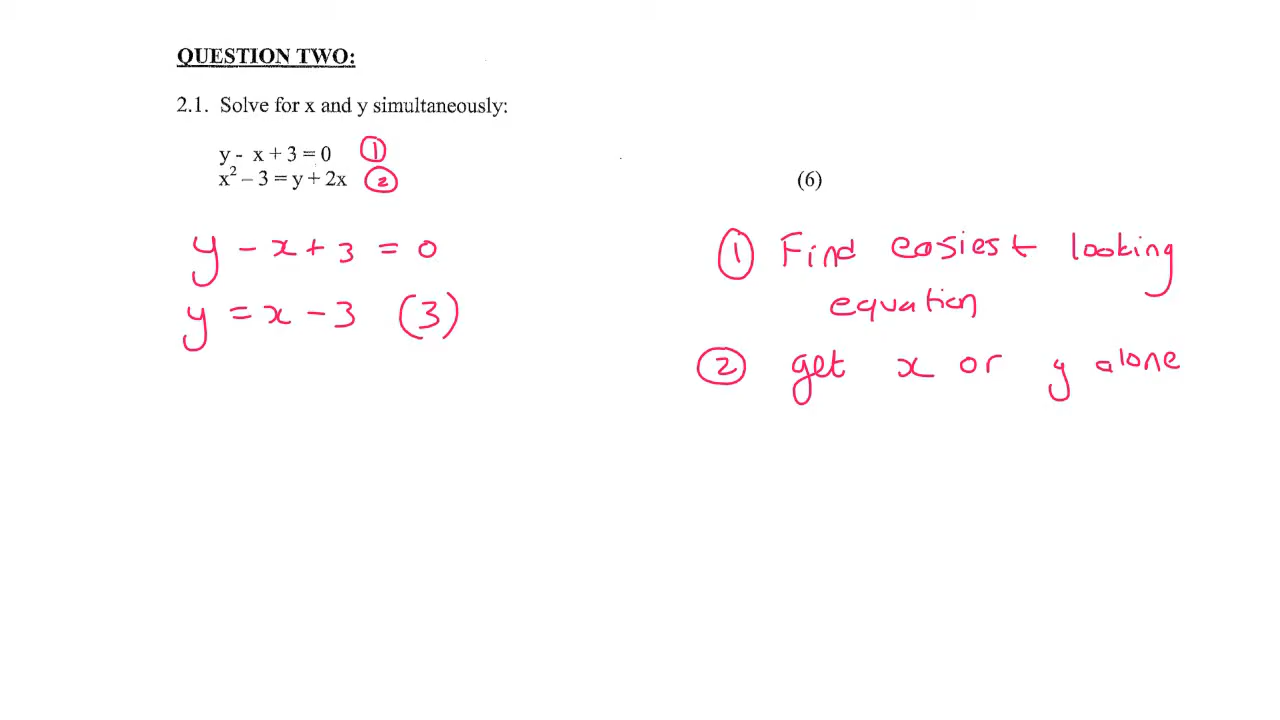 QUESTION TWO:
2.1. Solve for x and y simultaneously:
y - x + 3 = 0 ①
x² – 3 = y + 2x ② (6)
y - x + 3 = 0
y = x - 3 (3)
① Find easiest looking
equation
② get x or y alone